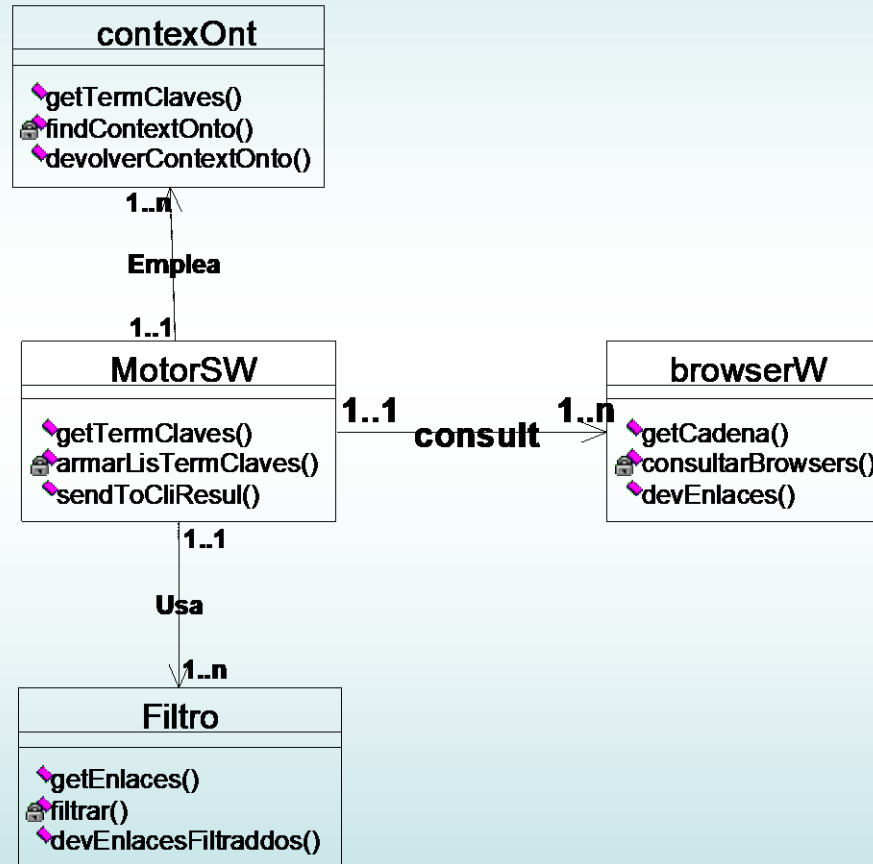 contexOnt
getTermClaves()
findContextOnto()
devolverContextOnto()
1..n
Emplea
1..1
MotorSW
getTermClaves()
armarLisTermClaves()
sendToCliResul()
1..1 consult 1..n
browserW
getCadena()
consultarBrowsers()
devEnlaces()
1..1
Usa
1..n
Filtro
getEnlaces()
filtrar()
devEnlacesFiltraddos()